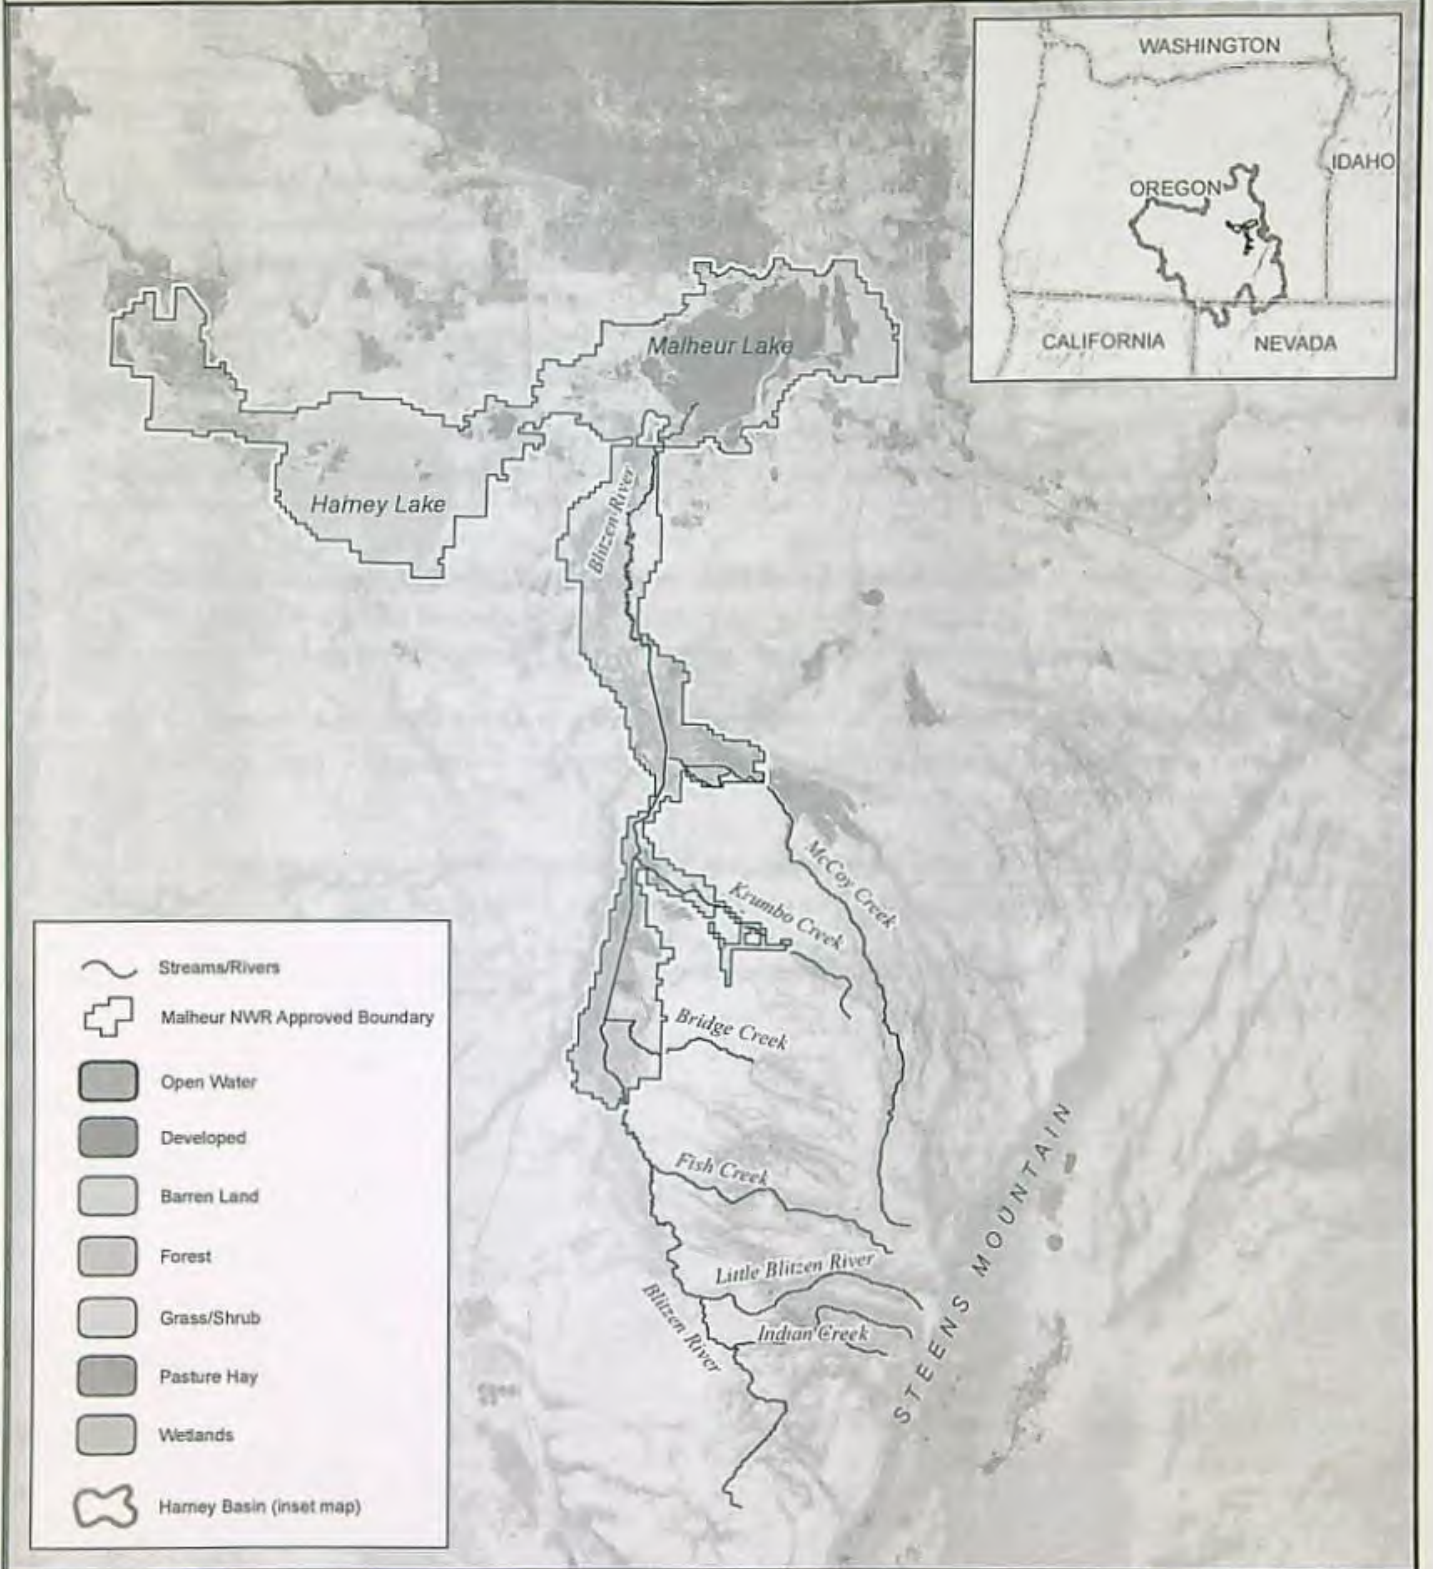 WASHINGTON
IDAHO
OREGON
CALIFORNIA
NEVADA
Malheur Lake
Harney Lake
Blitzen River
McCoy Creek
Krumbo Creek
Bridge Creek
Fish Creek
Little Blitzen River
Blitzen River
Indian Creek
STEENS MOUNTAIN
Streams/Rivers
Malheur NWR Approved Boundary
Open Water
Developed
Barren Land
Forest
Grass/Shrub
Pasture Hay
Wetlands
Harney Basin (inset map)